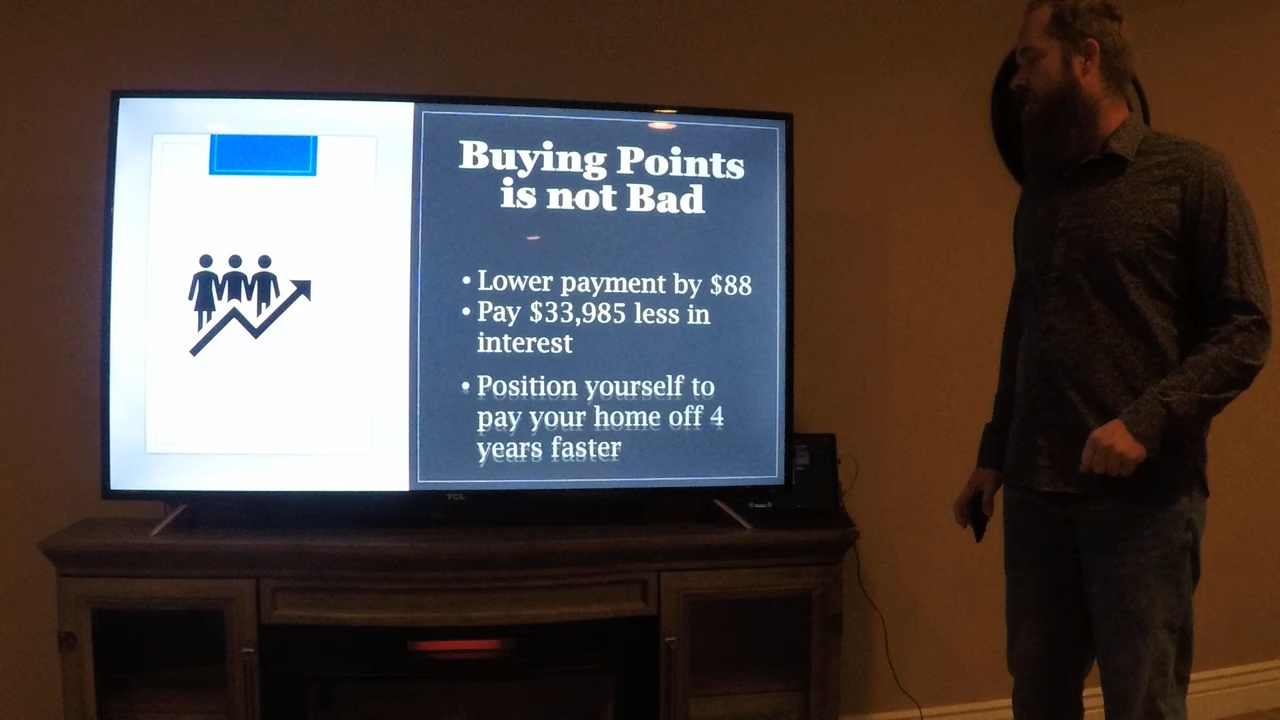 Buying Points
is not Bad
• Lower payment by $88
• Pay $33,985 less in
interest
• Position yourself to
pay your home off 4
years faster
TCL